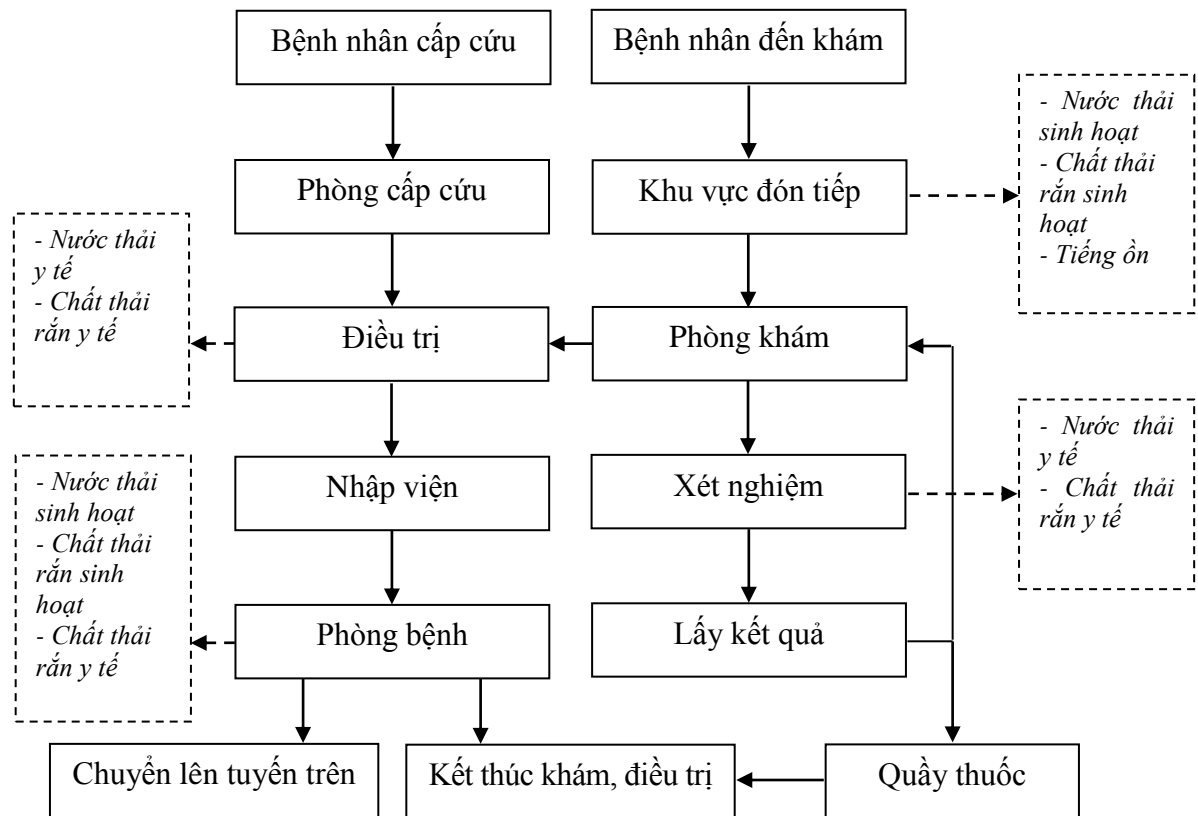 Bệnh nhân cấp cứu
Bệnh nhân đến khám
- Nước thải
sinh hoạt
- Chất thải
rắn sinh
hoạt
- Tiếng ồn
Phòng cấp cứu
Khu vực đón tiếp
- Nước thải
y tế
- Chất thải
rắn y tế
Điều trị
Phòng khám
- Nước thải
y tế
- Chất thải
rắn y tế
Nhập viện
Xét nghiệm
- Nước thải
sinh hoạt
- Chất thải
rắn sinh
hoạt
- Chất thải
rắn y tế
Phòng bệnh
Lấy kết quả
Chuyển lên tuyến trên
Kết thúc khám, điều trị
Quầy thuốc